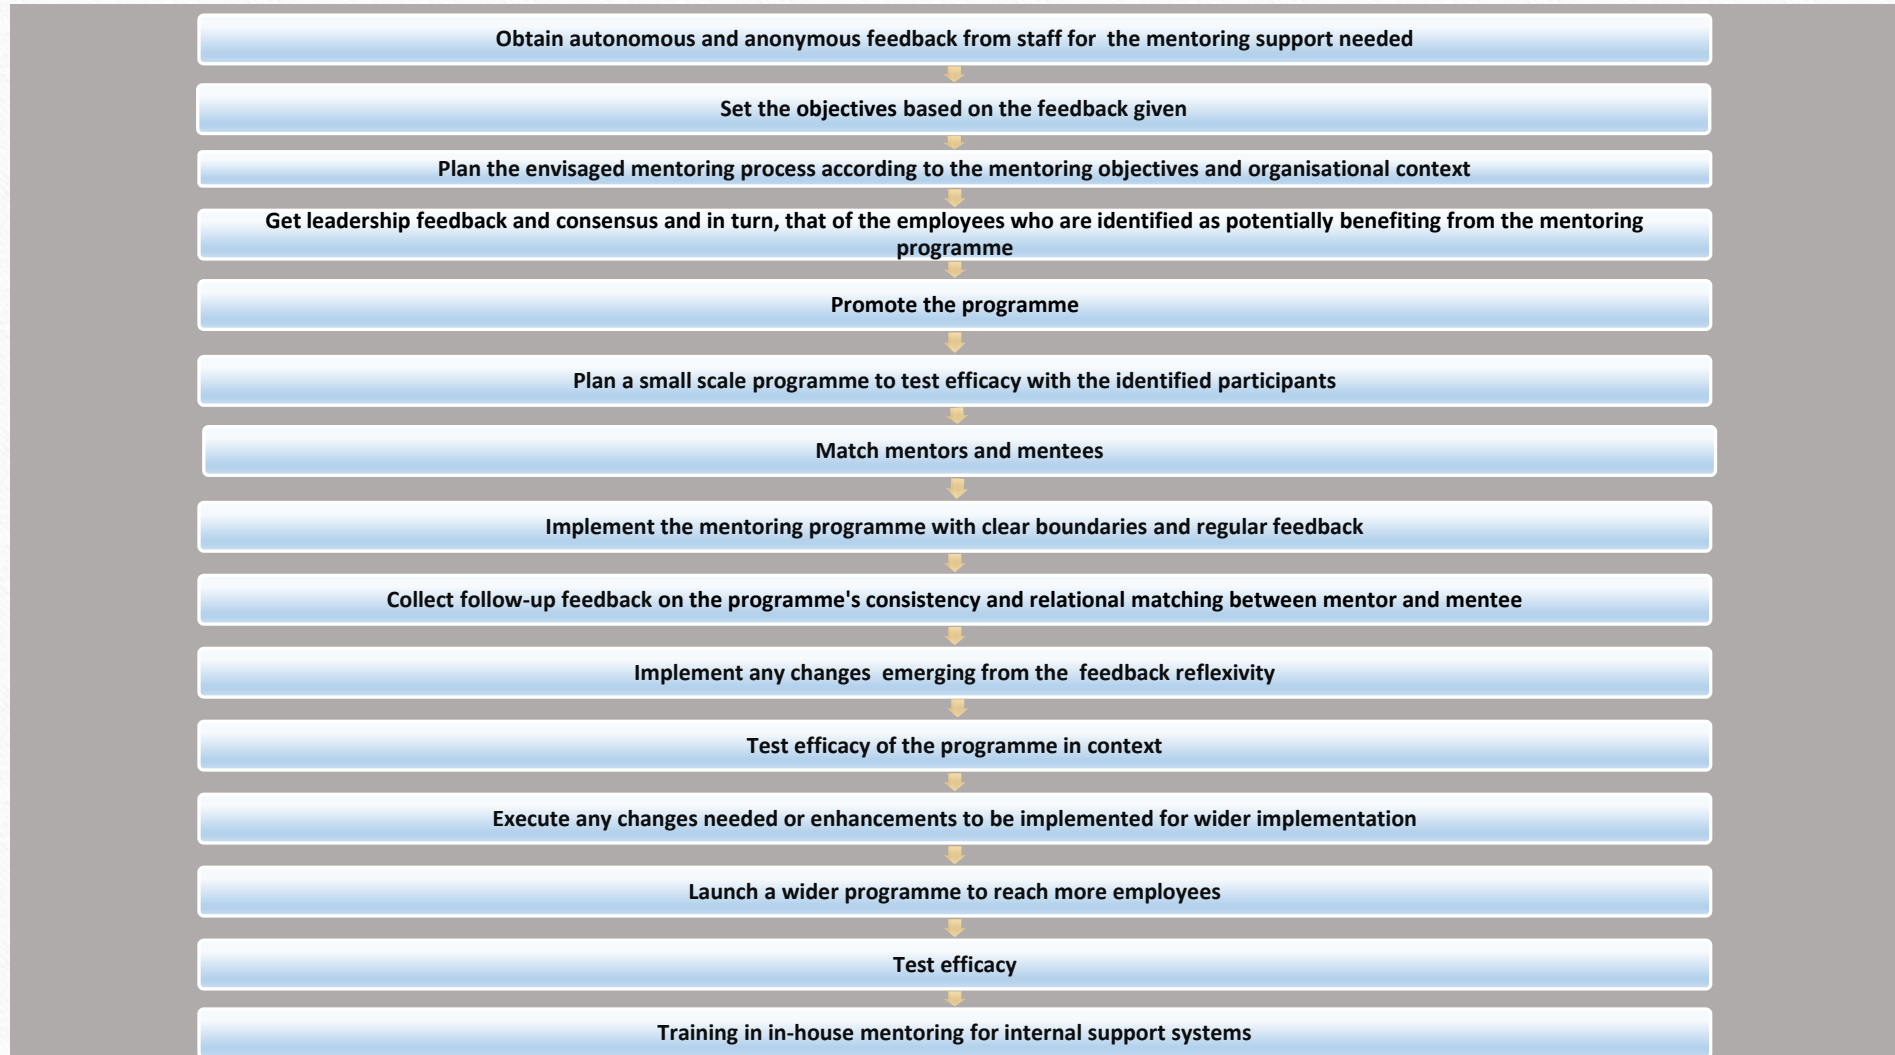 Obtain autonomous and anonymous feedback from staff for  the mentoring support needed
Set the objectives based on the feedback given
Plan the envisaged mentoring process according to the mentoring objectives and organisational context
Get leadership feedback and consensus and in turn, that of the employees who are identified as potentially benefiting from the mentoring
programme
Promote the programme
Plan a small scale programme to test efficacy with the identified participants
Match mentors and mentees
Implement the mentoring programme with clear boundaries and regular feedback
Collect follow-up feedback on the programme's consistency and relational matching between mentor and mentee
Implement any changes  emerging from the  feedback reflexivity
Test efficacy of the programme in context
Execute any changes needed or enhancements to be implemented for wider implementation
Launch a wider programme to reach more employees
Test efficacy
Training in in-house mentoring for internal support systems